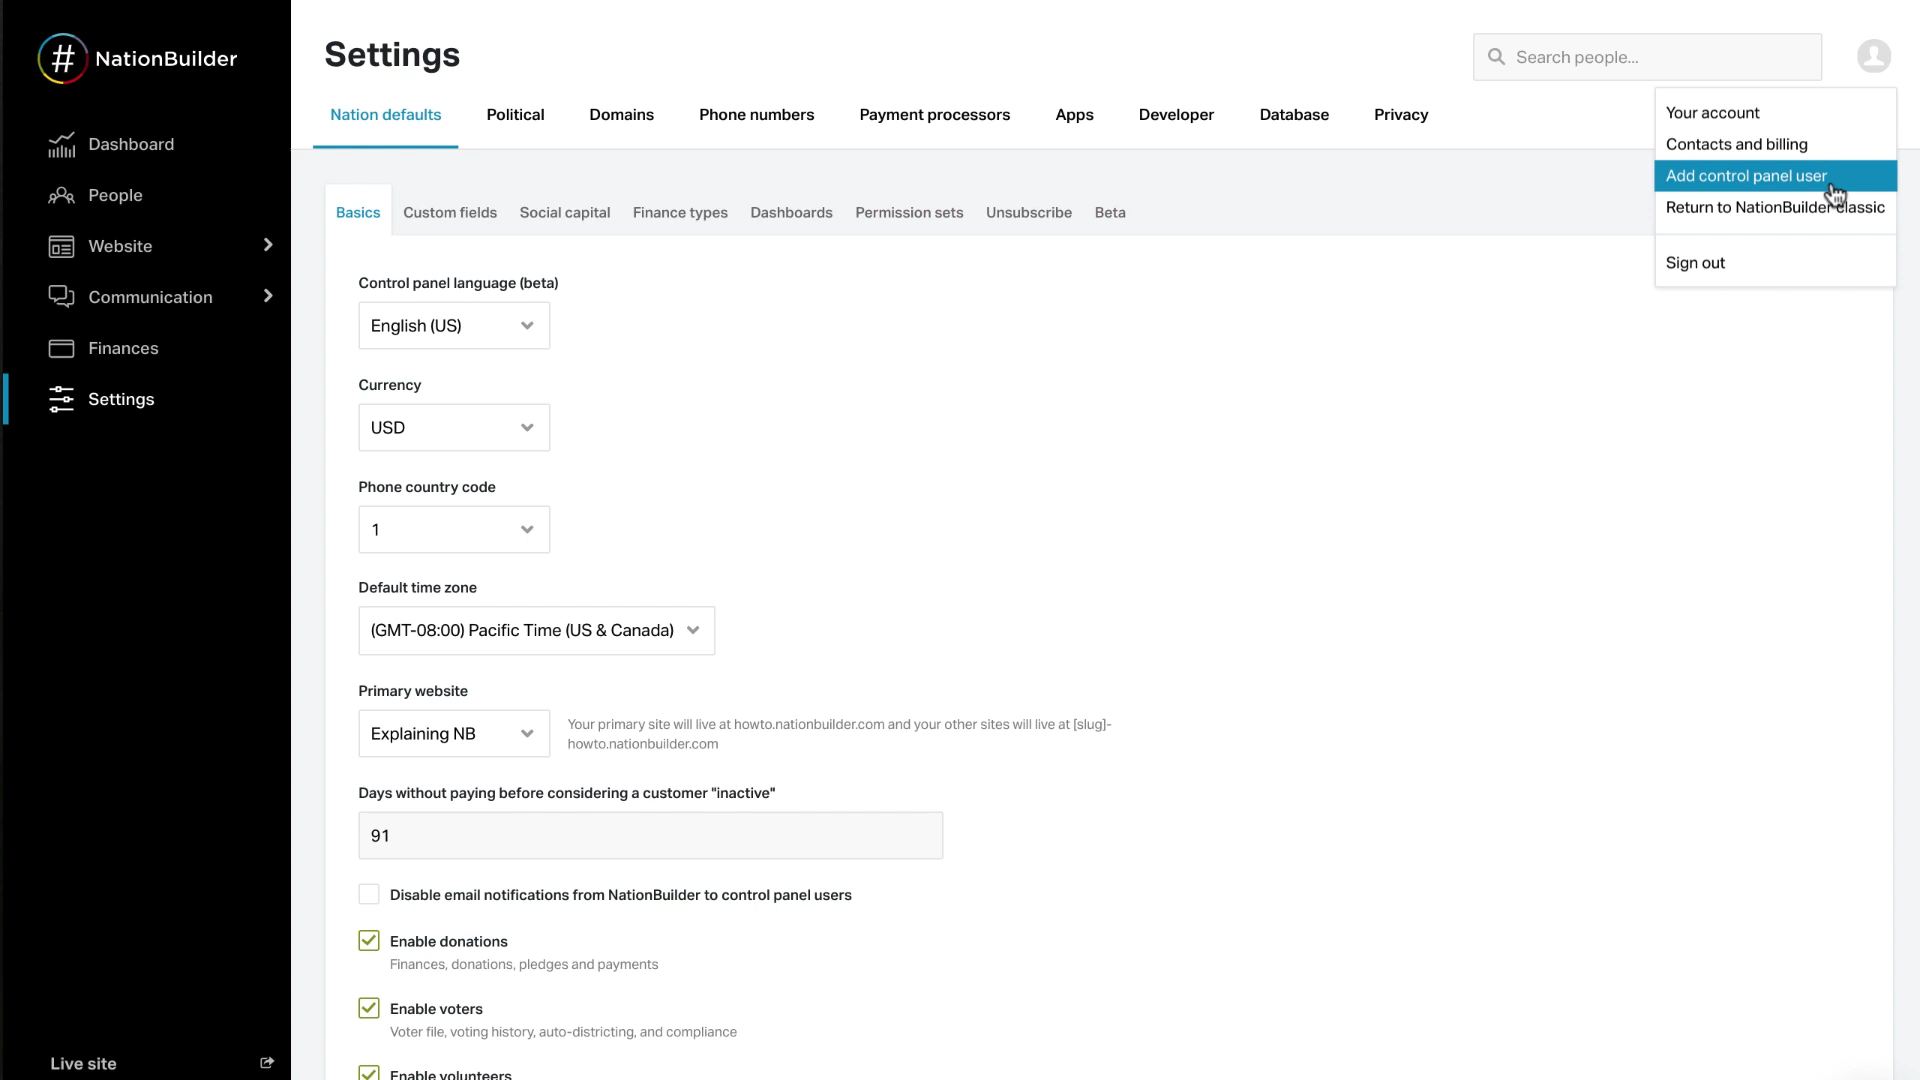 #
NationBuilder
Dashboard
People
Website
Communication
Finances
Settings
Live site
Settings
Search people...
Nation defaults
Political
Domains
Phone numbers
Payment processors
Apps
Developer
Database
Privacy
Your account
Contacts and billing
Add control panel user
Return to NationBuilder classic
Sign out
Basics
Custom fields
Social capital
Finance types
Dashboards
Permission sets
Unsubscribe
Beta
Control panel language (beta)
English (US)
Currency
USD
Phone country code
1
Default time zone
(GMT-08:00) Pacific Time (US & Canada)
Primary website
Explaining NB
Your primary site will live at howto.nationbuilder.com and your other sites will live at [slug]-
howto.nationbuilder.com
Days without paying before considering a customer "inactive"
91
Disable email notifications from NationBuilder to control panel users
Enable donations
Finances, donations, pledges and payments
Enable voters
Voter file, voting history, auto-districting, and compliance
Enable volunteers